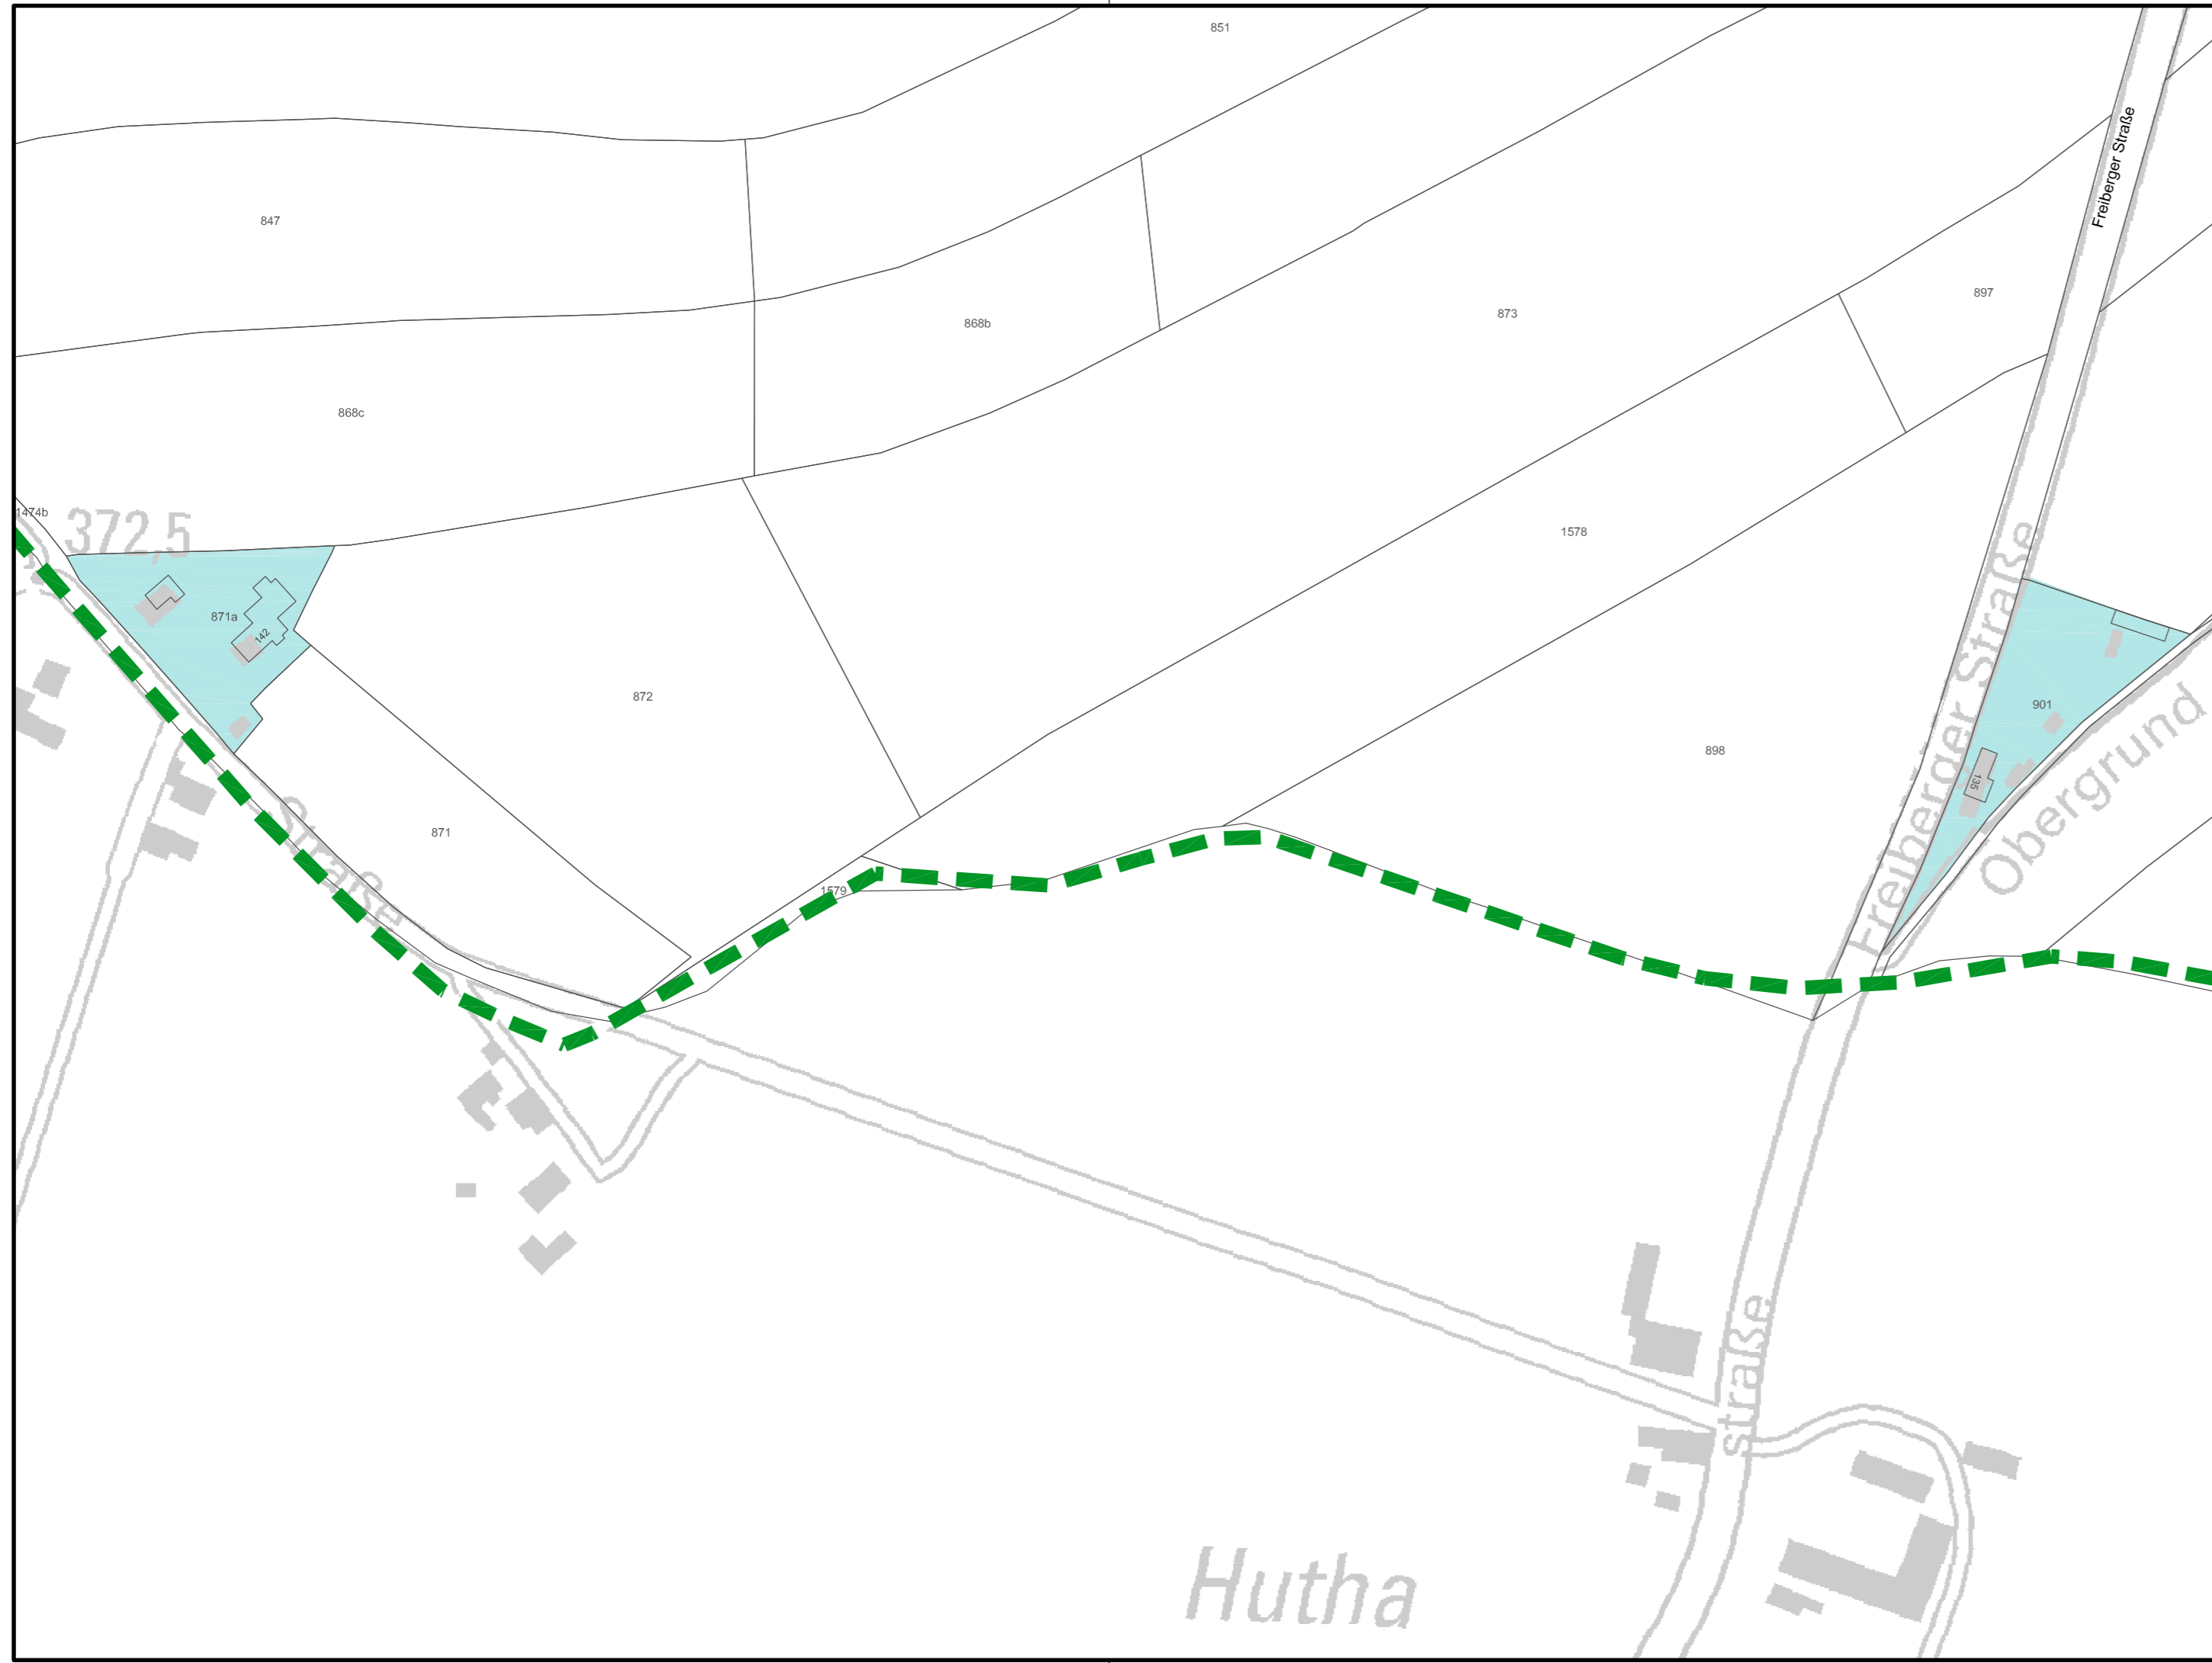 851
Freiberger Straße
847
897
873
868b
868c
1474b
372,5
1578
871a
142
872
901
898
135
Freiberger Straße
Obergrund
Straße
871
1579
straße
Hutha